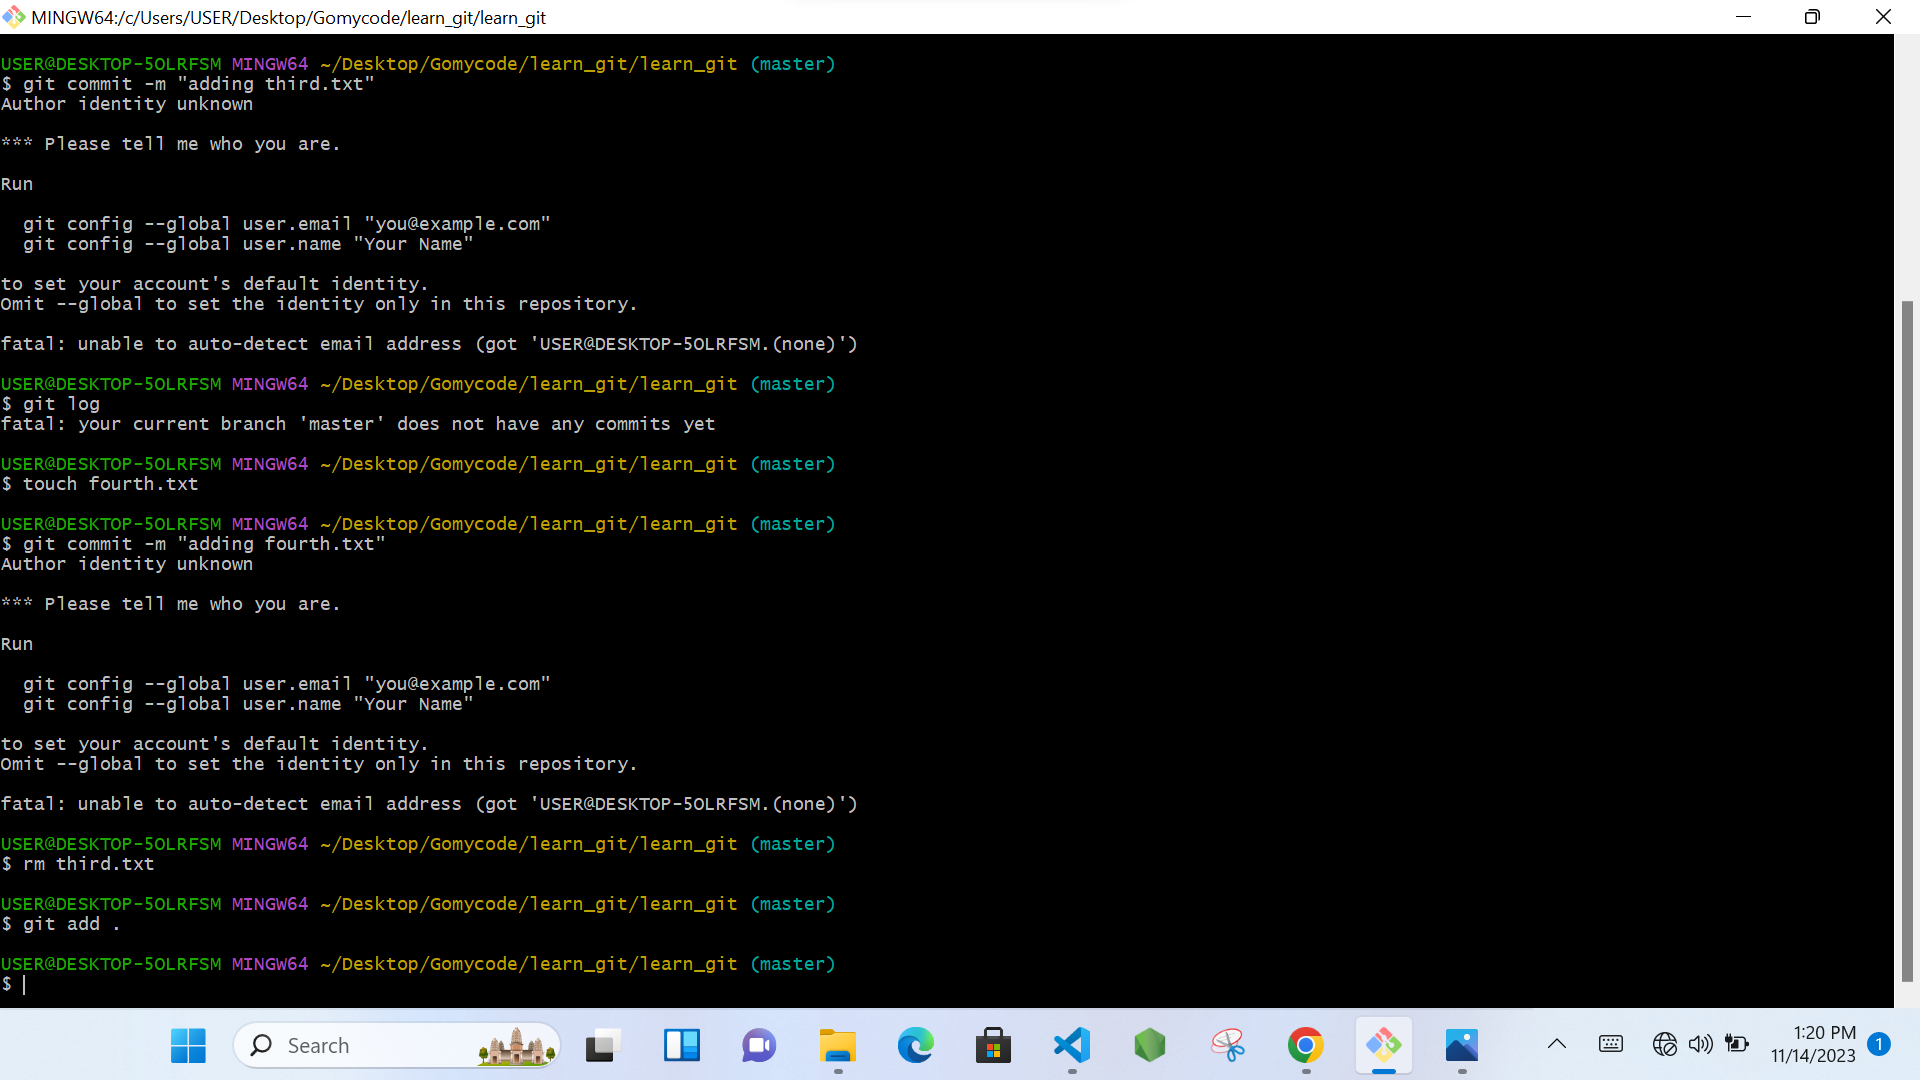 MINGW64:/c/Users/USER/Desktop/Gomycode/learn_git/learn_git
USER@DESKTOP-5OLRFSM MINGW64 ~/Desktop/Gomycode/learn_git/learn_git (master)
$ git commit -m "adding third.txt"
Author identity unknown
*** Please tell me who you are.
Run
git config --global user.email "you@example.com"
git config --global user.name "Your Name"
to set your account's default identity.
Omit --global to set the identity only in this repository.
fatal: unable to auto-detect email address (got 'USER@DESKTOP-5OLRFSM.(none)')
USER@DESKTOP-5OLRFSM MINGW64 ~/Desktop/Gomycode/learn_git/learn_git (master)
$ git log
fatal: your current branch 'master' does not have any commits yet
USER@DESKTOP-5OLRFSM MINGW64 ~/Desktop/Gomycode/learn_git/learn_git (master)
$ touch fourth.txt
USER@DESKTOP-5OLRFSM MINGW64 ~/Desktop/Gomycode/learn_git/learn_git (master)
$ git commit -m "adding fourth.txt"
Author identity unknown
*** Please tell me who you are.
Run
git config --global user.email "you@example.com"
git config --global user.name "Your Name"
to set your account's default identity.
Omit --global to set the identity only in this repository.
fatal: unable to auto-detect email address (got 'USER@DESKTOP-5OLRFSM.(none)')
USER@DESKTOP-5OLRFSM MINGW64 ~/Desktop/Gomycode/learn_git/learn_git (master)
$ rm third.txt
USER@DESKTOP-5OLRFSM MINGW64 ~/Desktop/Gomycode/learn_git/learn_git (master)
$ git add .
USER@DESKTOP-5OLRFSM MINGW64 ~/Desktop/Gomycode/learn_git/learn_git (master)
$
Search
1:20 PM
11/14/2023
1